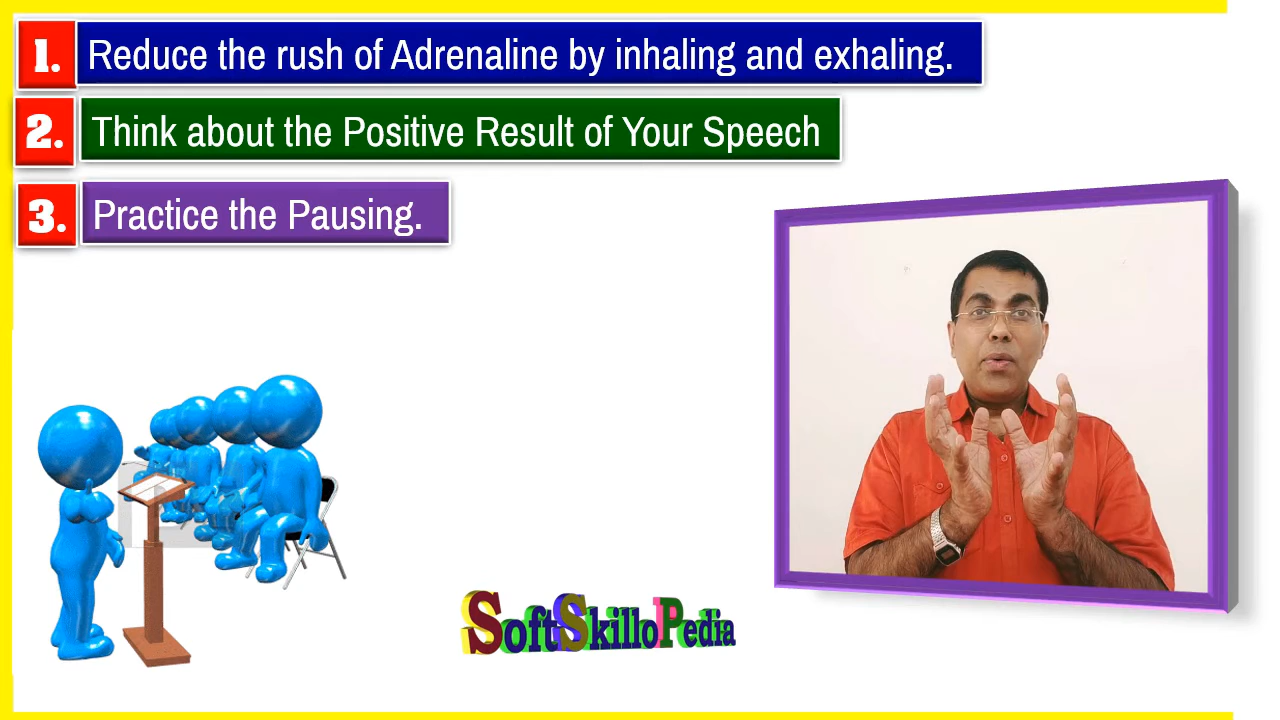 1. Reduce the rush of Adrenaline by inhaling and exhaling.
2. Think about the Positive Result of Your Speech
3. Practice the Pausing.
SoftSkilloPedia